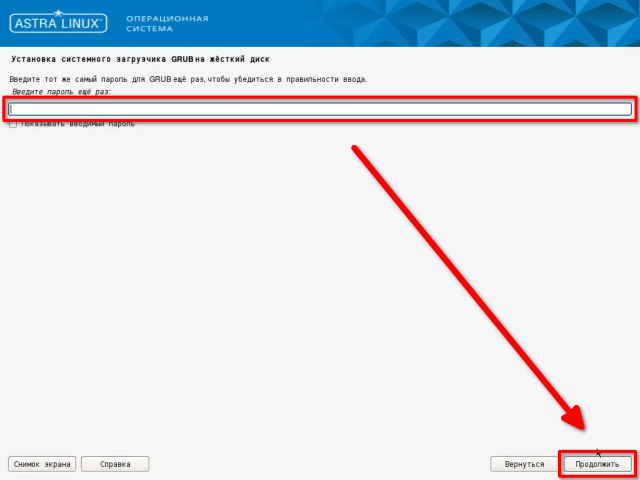 ASTRA LINUX®
ОПЕРАЦИОННАЯ
СИСТЕМА
Установка системного загрузчика GRUB на жёсткий диск
Введите тот же самый пароль для GRUB ещё раз, чтобы убедиться в правильности ввода.
Введите пароль ещё раз:
Показывать вводимый пароль
Снимок экрана
Справка
Вернуться
Продолжить